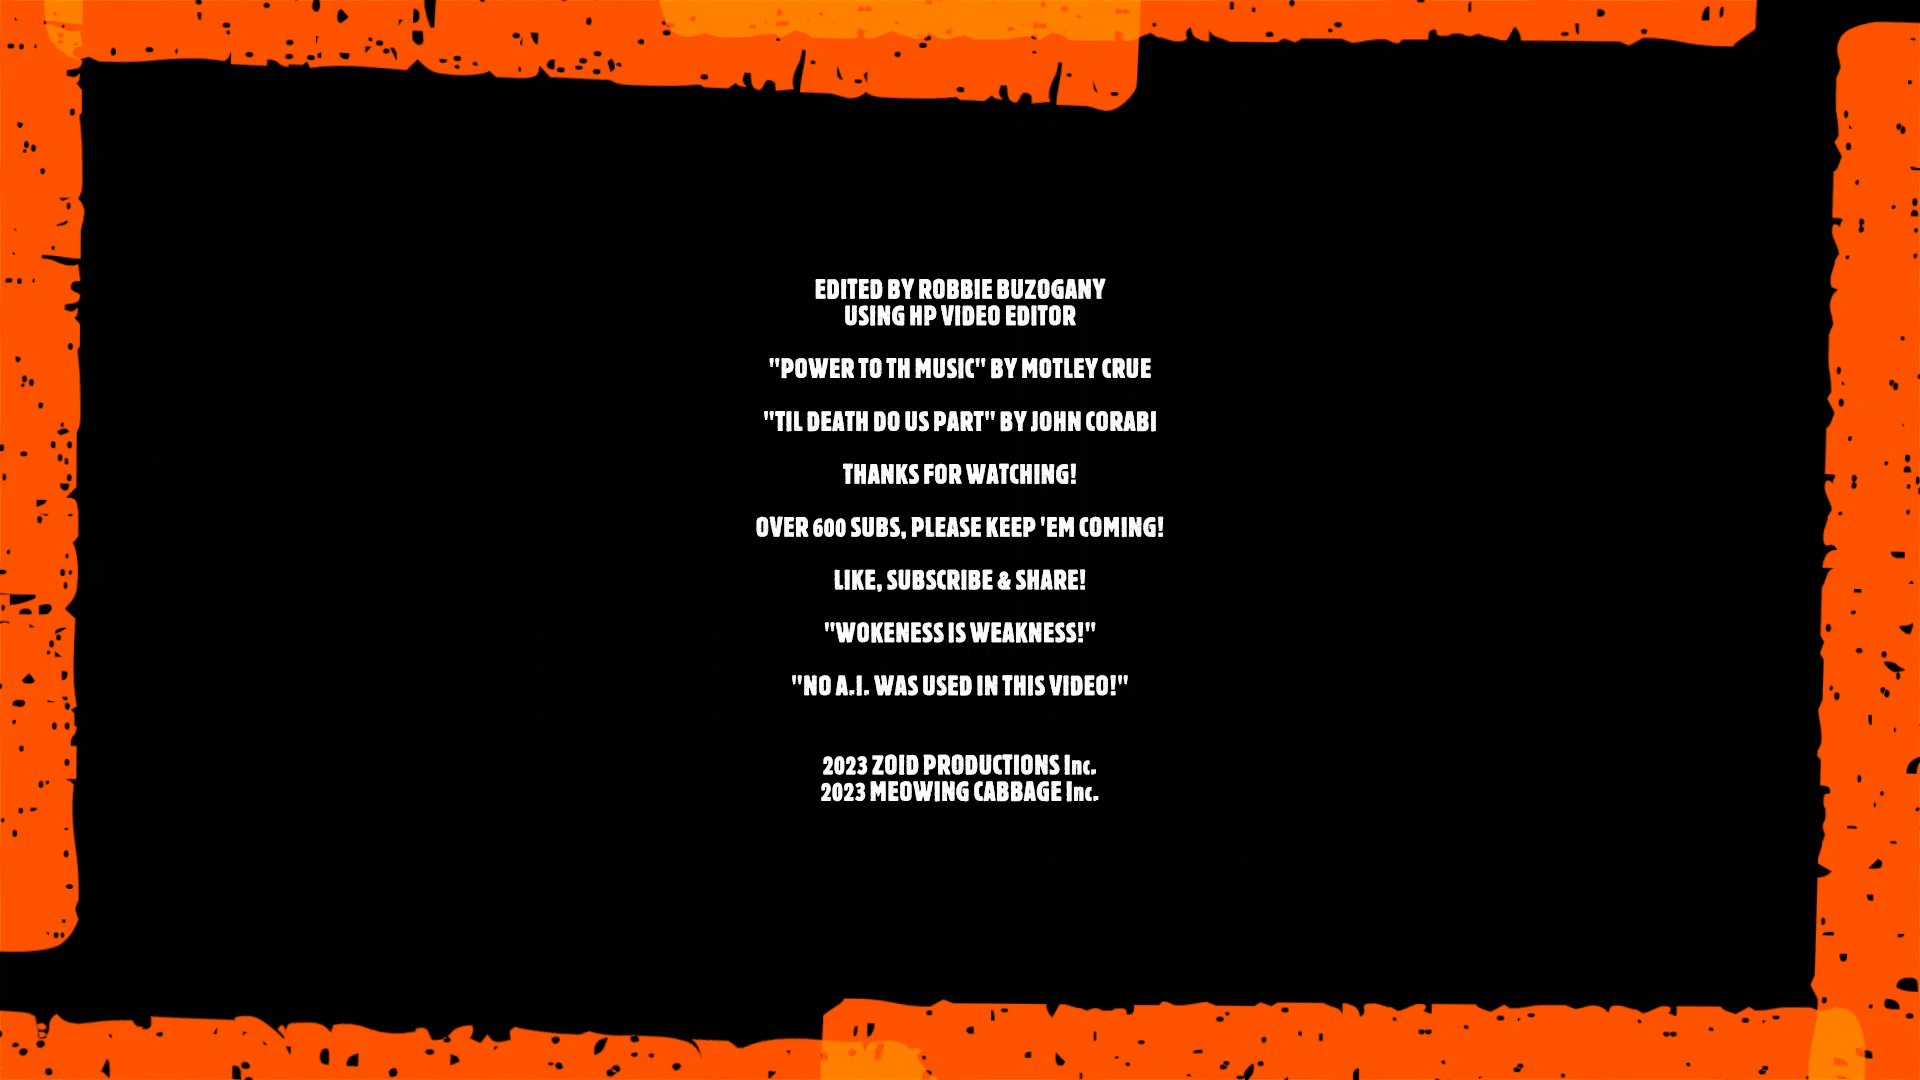 EDITED BY ROBBIE BUZOGANY
USING HP VIDEO EDITOR
"POWER TO TH MUSIC" BY MOTLEY CRUE
"TIL DEATH DO US PART" BY JOHN CORABI
THANKS FOR WATCHING!
OVER 600 SUBS, PLEASE KEEP 'EM COMING!
LIKE, SUBSCRIBE & SHARE!
"WOKENESS IS WEAKNESS!"
"NO A.I. WAS USED IN THIS VIDEO!"
2023 ZOID PRODUCTIONS Inc.
2023 MEOWING CABBAGE Inc.